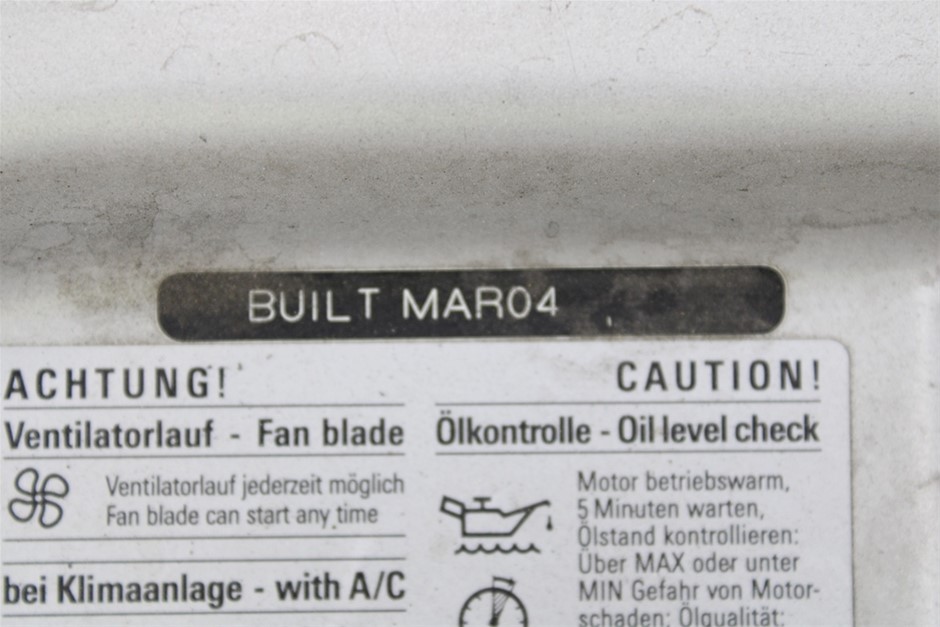 BUILT MAR04
ACHTUNG!
Ventilatorlauf - Fan blade
Ventilatorlauf jederzeit möglich
Fan blade can start any time
bei Klimaanlage - with A/C
CAUTION!
Ölkontrolle - Oil level check
Motor betriebswarm,
5 Minuten warten,
Ölstand kontrollieren:
Über MAX oder unter
MIN Gefahr von Motor-
schaden; Ölqualität: